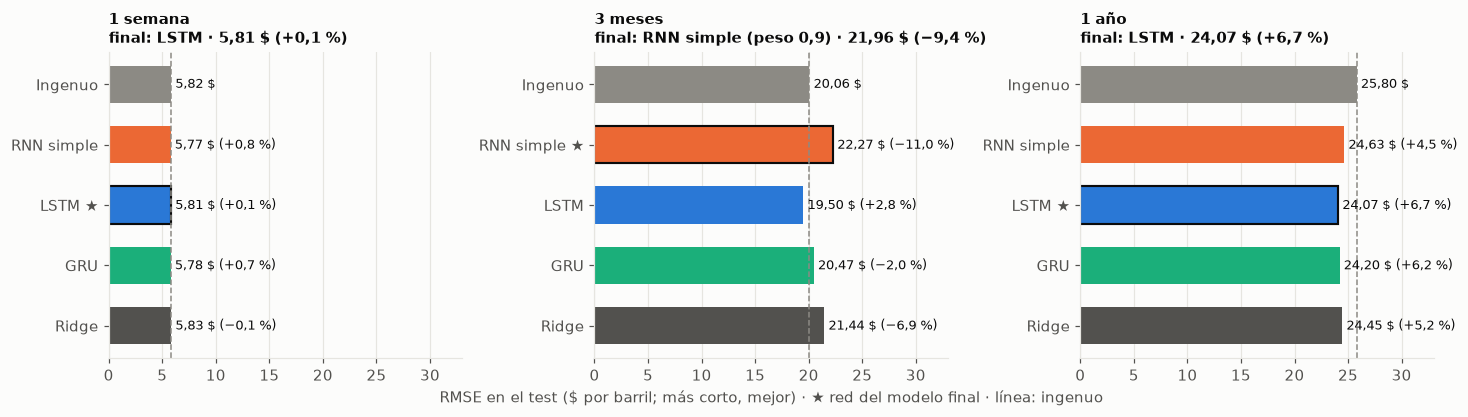 1 semana
final: LSTM · 5,81 $ (+0,1 %)
Ingenuo
5,82 $
RNN simple
5,77 $ (+0,8 %)
LSTM ★
5,81 $ (+0,1 %)
GRU
5,78 $ (+0,7 %)
Ridge
5,83 $ (−0,1 %)
0 5 10 15 20 25 30
3 meses
final: RNN simple (peso 0,9) · 21,96 $ (−9,4 %)
Ingenuo
20,06 $
RNN simple ★
22,27 $ (−11,0 %)
LSTM
19,50 $ (+2,8 %)
GRU
20,47 $ (−2,0 %)
Ridge
21,44 $ (−6,9 %)
0 5 10 15 20 25 30
1 año
final: LSTM · 24,07 $ (+6,7 %)
Ingenuo
25,80 $
RNN simple
24,63 $ (+4,5 %)
LSTM ★
24,07 $ (+6,7 %)
GRU
24,20 $ (+6,2 %)
Ridge
24,45 $ (+5,2 %)
0 5 10 15 20 25 30
RMSE en el test ($ por barril; más corto, mejor) · ★ red del modelo final · línea: ingenuo